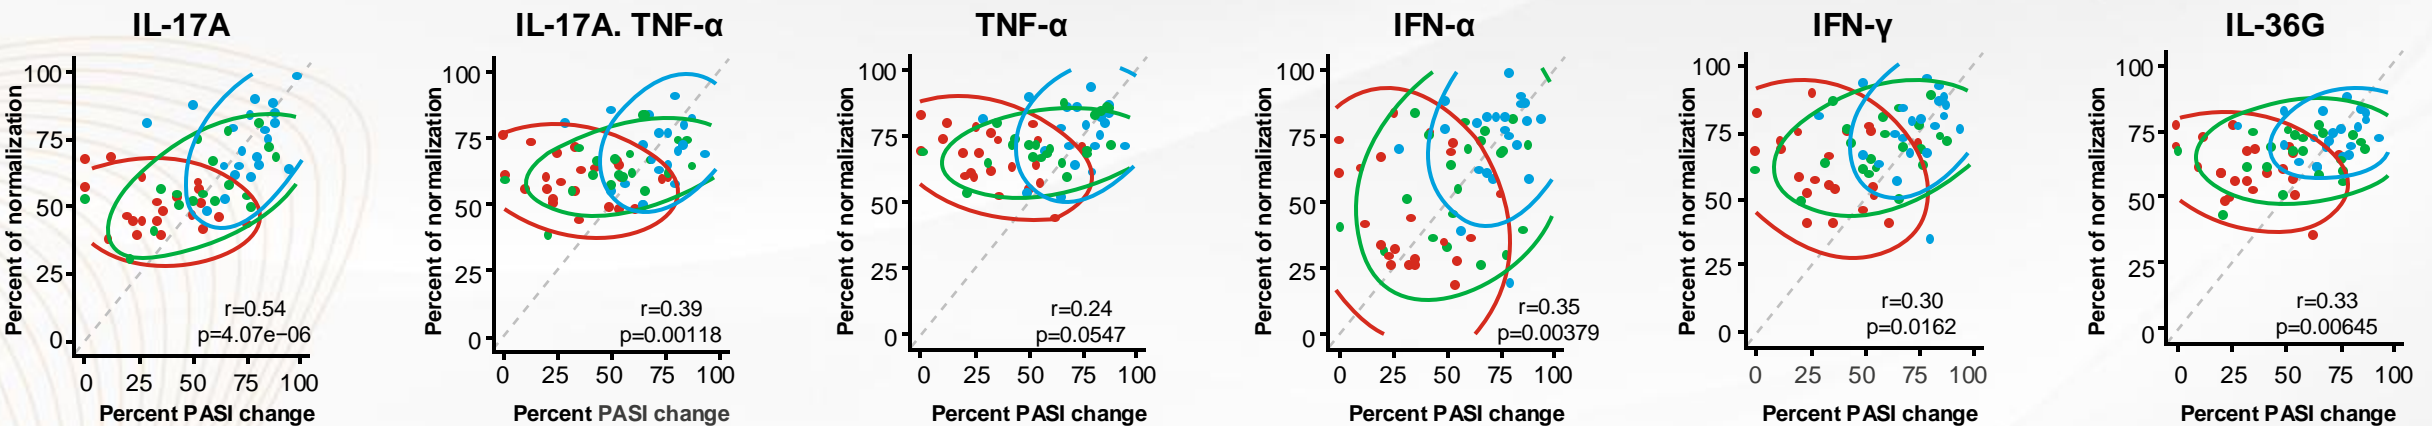 IL-17A
Percent of normalization
100
75
50
25
0
r=0.54
p=4.07e−06
0 25 50 75 100
Percent PASI change
IL-17A. TNF-α
Percent of normalization
100
75
50
25
0
r=0.39
p=0.00118
0 25 50 75 100
Percent PASI change
TNF-α
Percent of normalization
100
75
50
25
0
r=0.24
p=0.0547
0 25 50 75 100
Percent PASI change
IFN-α
Percent of normalization
100
75
50
25
0
r=0.35
p=0.00379
0 25 50 75 100
Percent PASI change
IFN-γ
Percent of normalization
100
75
50
25
0
r=0.30
p=0.0162
0 25 50 75 100
Percent PASI change
IL-36G
Percent of normalization
100
75
50
25
0
r=0.33
p=0.00645
0 25 50 75 100
Percent PASI change